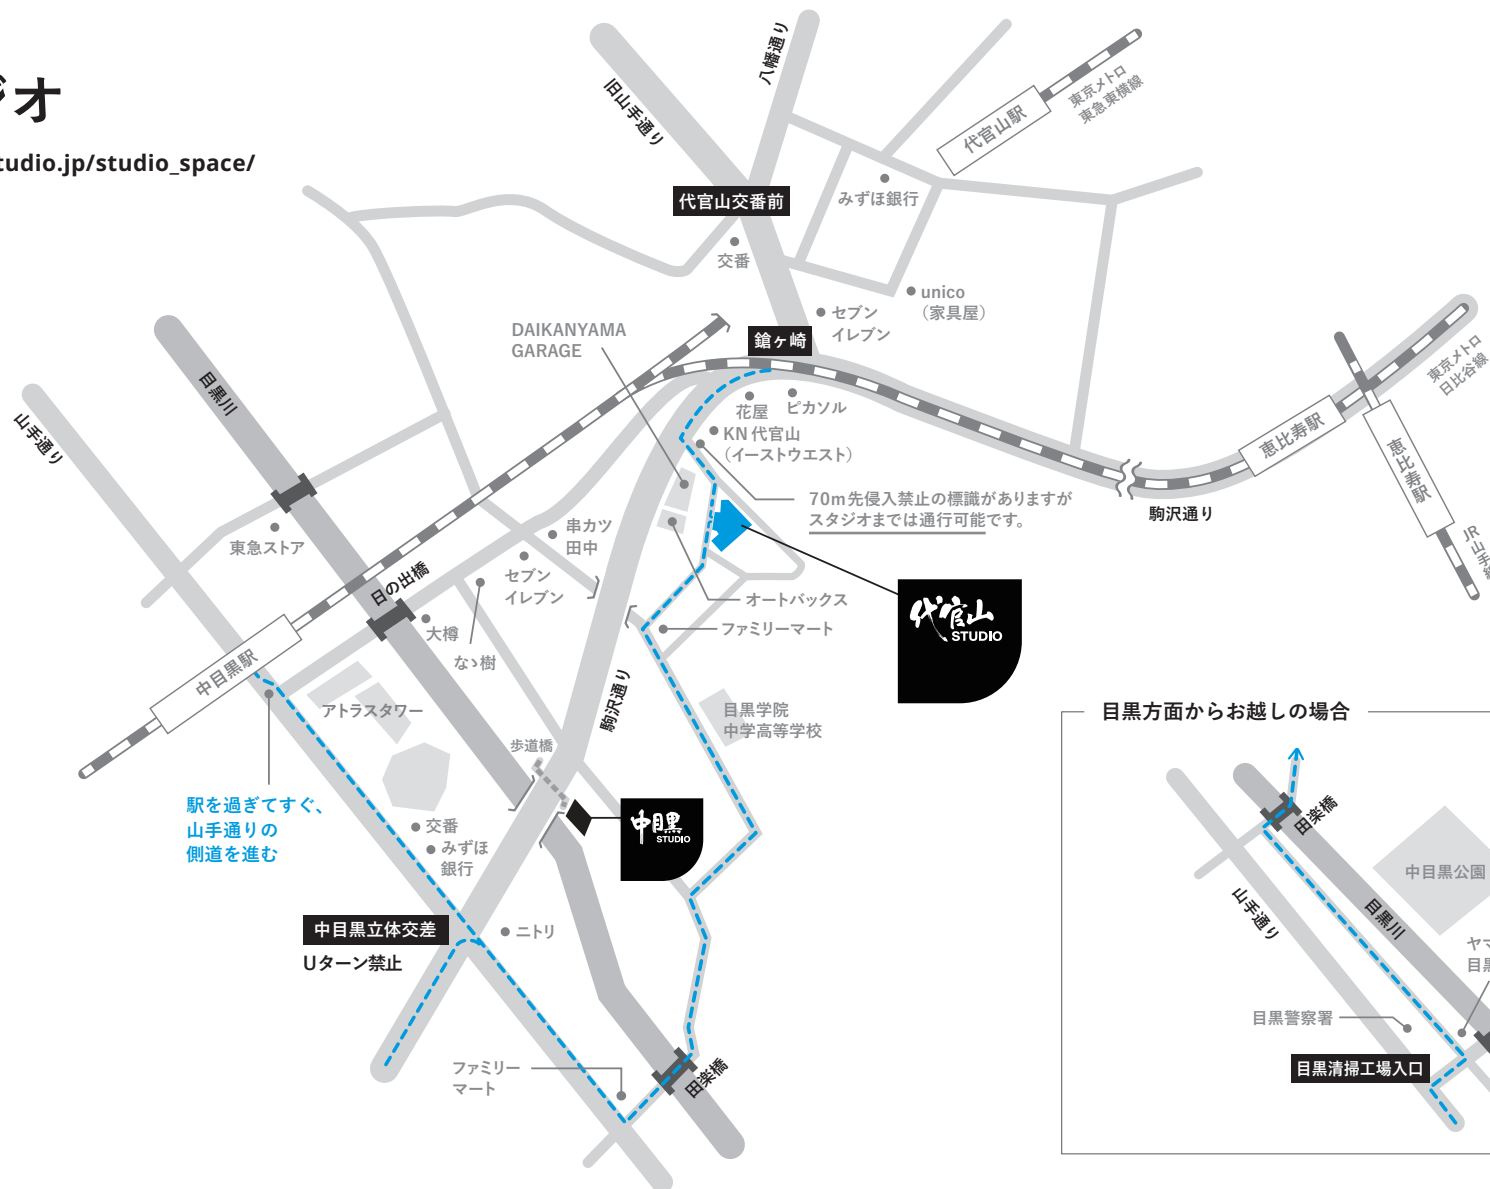 ジオ
tudio.jp/studio_space/
八幡通り
旧山手通り
東京メトロ
東急東横線
代官山駅
代官山交番前
みずほ銀行
交番
unico
（家具屋）
セブン
イレブン
DAIKANYAMA
GARAGE
鎗ヶ崎
目黒川
山手通り
花屋
ピカソル
KN 代官山
（イーストウエスト）
東京メトロ
日比谷線
恵比寿駅
恵比寿駅
JR
山手線
駒沢通り
70m先侵入禁止の標識がありますが
スタジオまでは通行可能です。
東急ストア
串カツ
田中
セブン
イレブン
日の出橋
大樽
なゝ樹
オートバックス
ファミリーマート
代官山
STUDIO
中目黒駅
アトラスタワー
駒沢通り
目黒学院
中学高等学校
歩道橋
駅を過ぎてすぐ、
山手通りの
側道を進む
交番
みずほ
銀行
中目黒
STUDIO
中目黒立体交差
Uターン禁止
ニトリ
ファミリー
マート
田楽橋
目黒方面からお越しの場合
田楽橋
中目黒公園
山手通り
目黒川
ヤマ
目黒
目黒警察署
目黒清掃工場入口